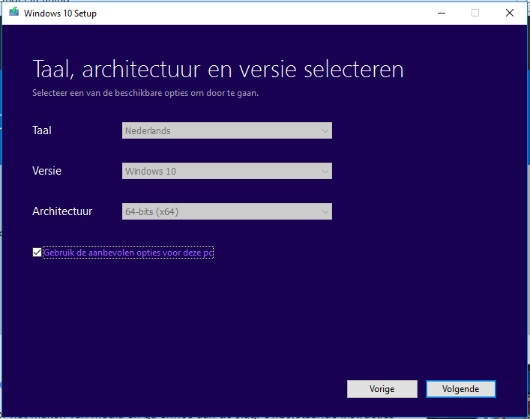 Windows 10 Setup
Taal, architectuur en versie selecteren
Selecteer een van de beschikbare opties om door te gaan.
Taal
Nederlands
Versie
Windows 10
Architectuur
64-bits (x64)
Gebruik de aanbevolen opties voor deze pc
Vorige
Volgende